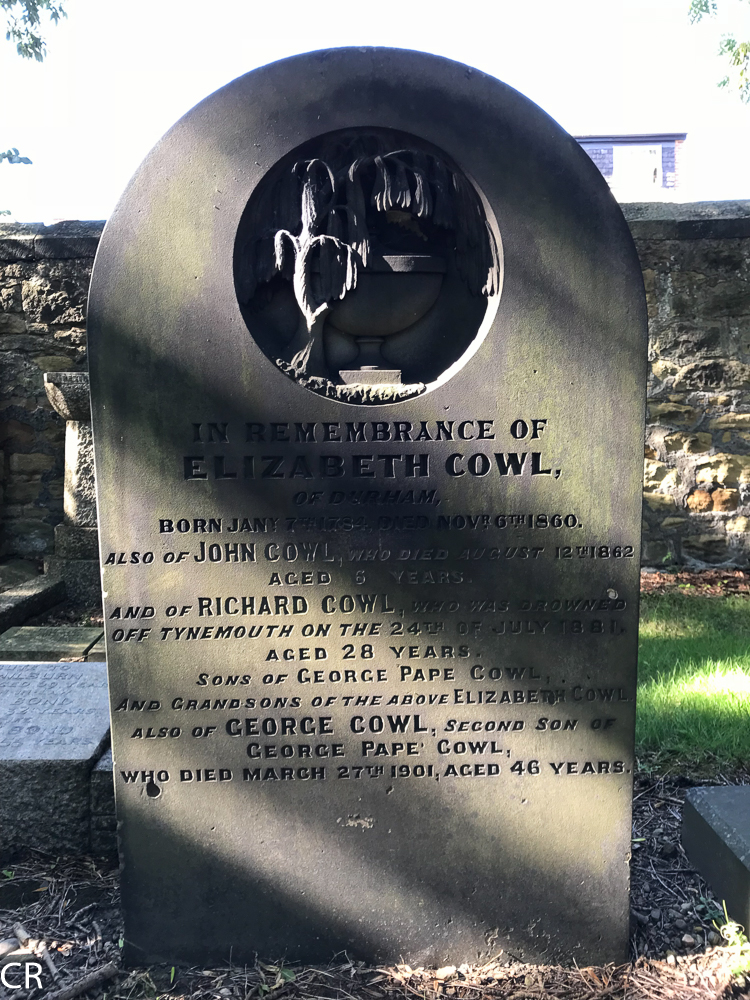 IN REMEMBRANCE OF
ELIZABETH COWL,
OF DURHAM,
BORN JANY 7TH 1784. DIED NOVR 6TH 1860.
ALSO OF JOHN COWL, WHO DIED AUGUST 12TH 1862
AGED 6 YEARS.
AND OF RICHARD COWL, WHO WAS DROWNED
OFF TYNEMOUTH ON THE 24TH OF JULY 1881.
AGED 28 YEARS.
SONS OF GEORGE PAPE COWL,
AND GRANDSONS OF THE ABOVE ELIZABETH COWL
ALSO OF GEORGE COWL, SECOND SON OF
GEORGE PAPE COWL,
WHO DIED MARCH 27TH 1901, AGED 46 YEARS.
CR